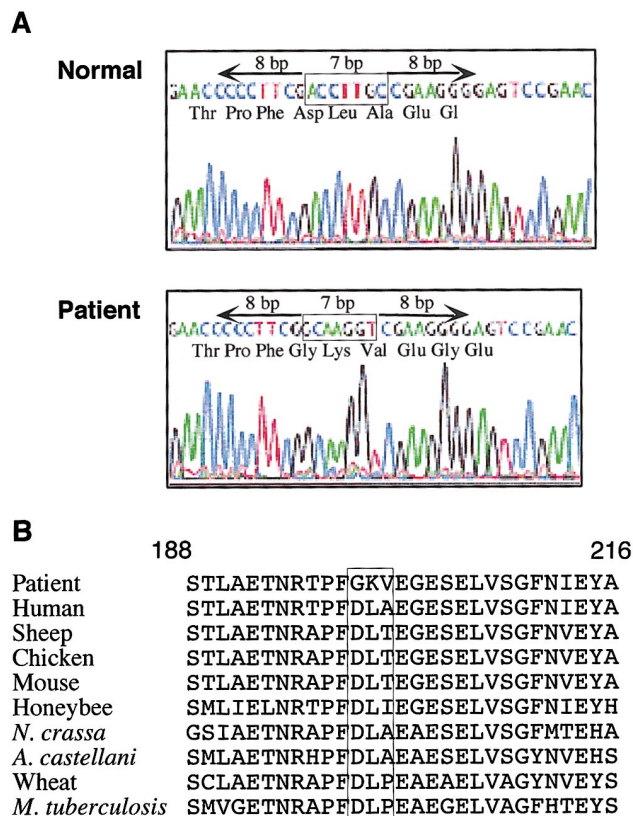 A
Normal
8 bp 7 bp 8 bp
GAACCCCCTTCGACCTTGCCGAAGGGGAGTCCGAAC
Thr Pro Phe Asp Leu Ala Glu Gl
Patient
8 bp 7 bp 8 bp
GAACCCCCTTCGGCAAGGTCGAAGGGGAGTCCGAAC
Thr Pro Phe Gly Lys Val Glu Gly Glu
B
188 216
Patient STLAETNRTPFGKVEGESELVSGFNIEYA
Human STLAETNRTPFDLAEGESELVSGFNIEYA
Sheep STLAETNRAPFDLTEGESELVSGFNVEYA
Chicken STLAETNRAPFDLTEGESELVSGFNVEYA
Mouse STLAETNRAPFDLTEGESELVSGFNVEYA
Honeybee SMLIELNRTPFDLIEGESELVSGFNIEYH
N. crassa GSIAETNRAPFDLAEAESELVSGFMTEHA
A. castellani SMLAETNRHPFDLAEAESELVSGYNVEHS
Wheat SCLAETNRAPFDLPEAEAELVAGYNVEYS
M. tuberculosis SMVGETNRAPFDLPEAEGELVAGFHTEYS